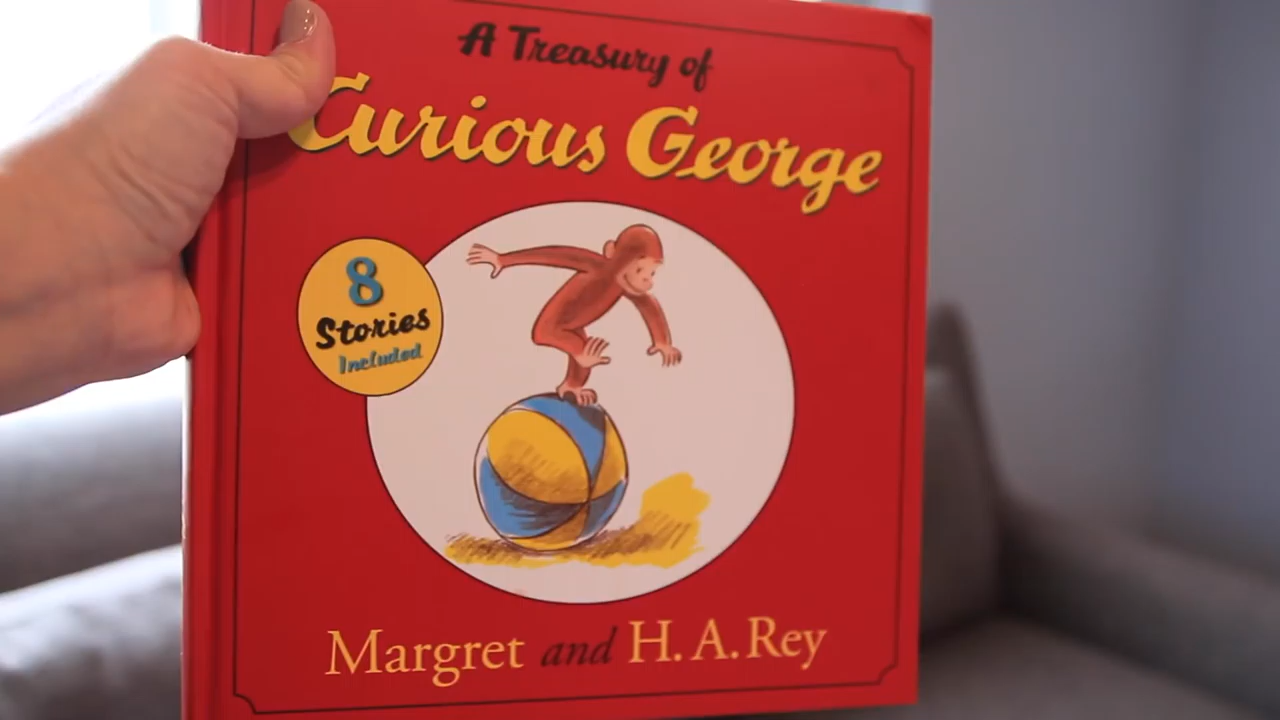 A Treasury of
Curious George
8
Stories
Included
Margret and H. A. Rey